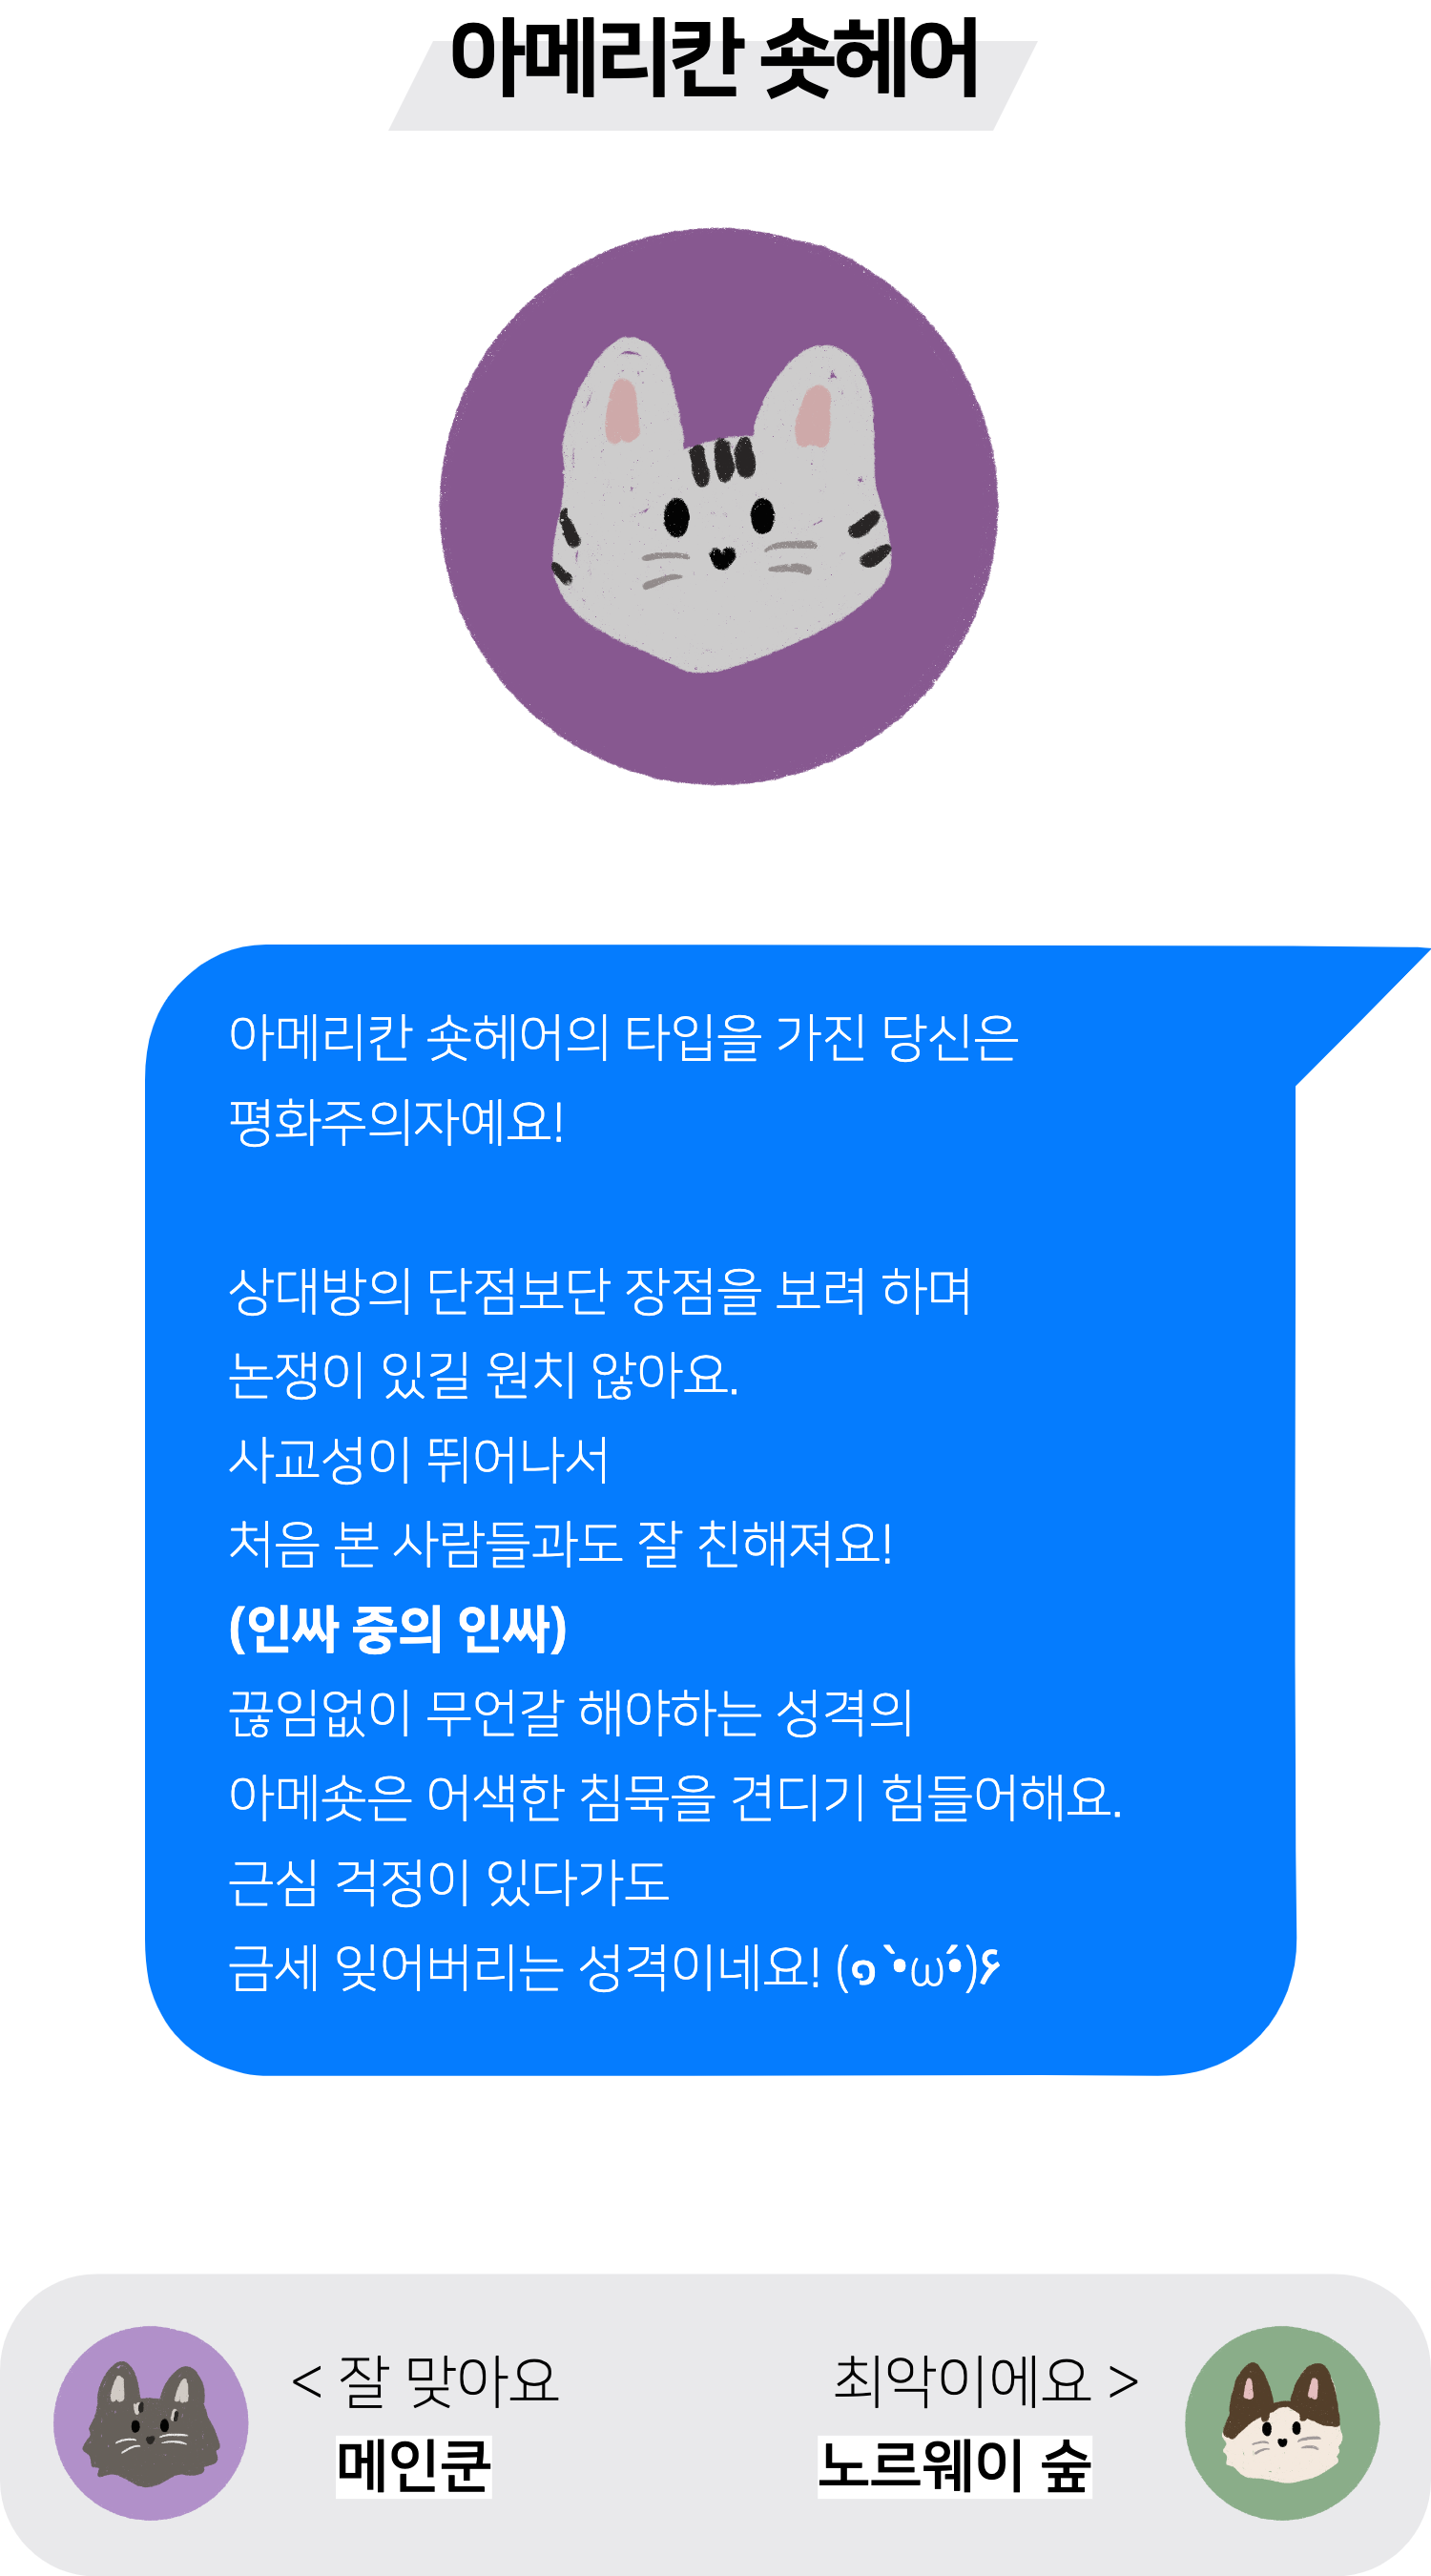 아메리칸 숏헤어
아메리칸 숏헤어의 타입을 가진 당신은
평화주의자예요!
상대방의 단점보단 장점을 보려 하며
논쟁이 있길 원치 않아요.
사교성이 뛰어나서
처음 본 사람들과도 잘 친해져요!
(인싸 중의 인싸)
끊임없이 무언갈 해야하는 성격의
아메숏은 어색한 침묵을 견디기 힘들어해요.
근심 걱정이 있다가도
금세 잊어버리는 성격이네요! (๑•̀ω•́)۶
< 잘 맞아요
메인쿤
최악이에요 >
노르웨이 숲